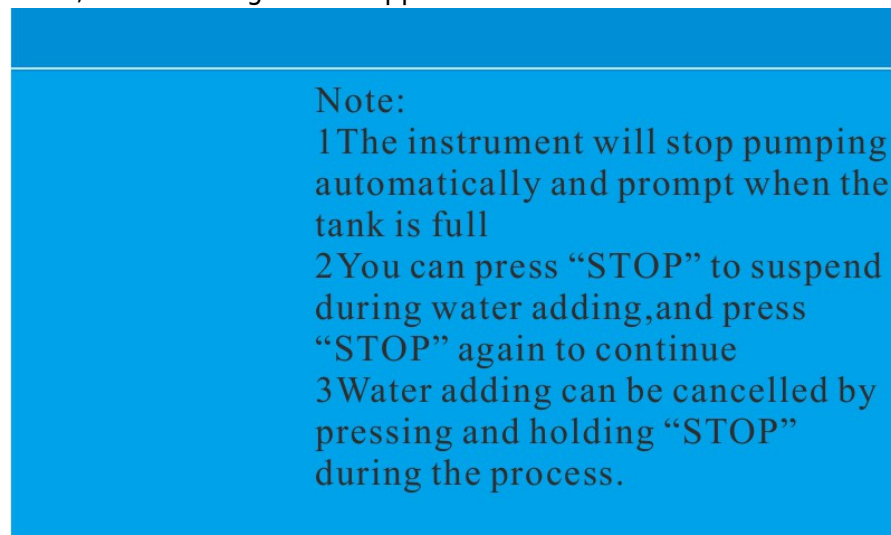 Note:
1The instrument will stop pumping
automatically and prompt when the
tank is full
2You can press “STOP” to suspend
during water adding,and press
“STOP” again to continue
3Water adding can be cancelled by
pressing and holding “STOP”
during the process.